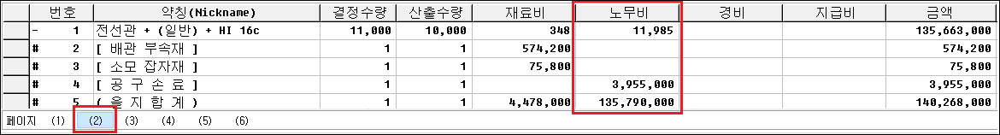 번호 약칭(Nickname) 결정수량 산출수량 재료비 노무비 경비 지급비 금액
- 1 전선관 + (일반) + HI 16c 11,000 10,000 348 11,985 135,663,000
# 2 [ 배관 부속재 ] 1 1 574,200 574,200
# 3 [ 소모 잡자재 ] 1 1 75,800 75,800
# 4 [ 공 구 손 료 ] 1 1 3,955,000 3,955,000
# 5 ( 을 지 합 계 ) 1 1 4,478,000 135,790,000 140,268,000
페이지 (1) (2) (3) (4) (5) (6)